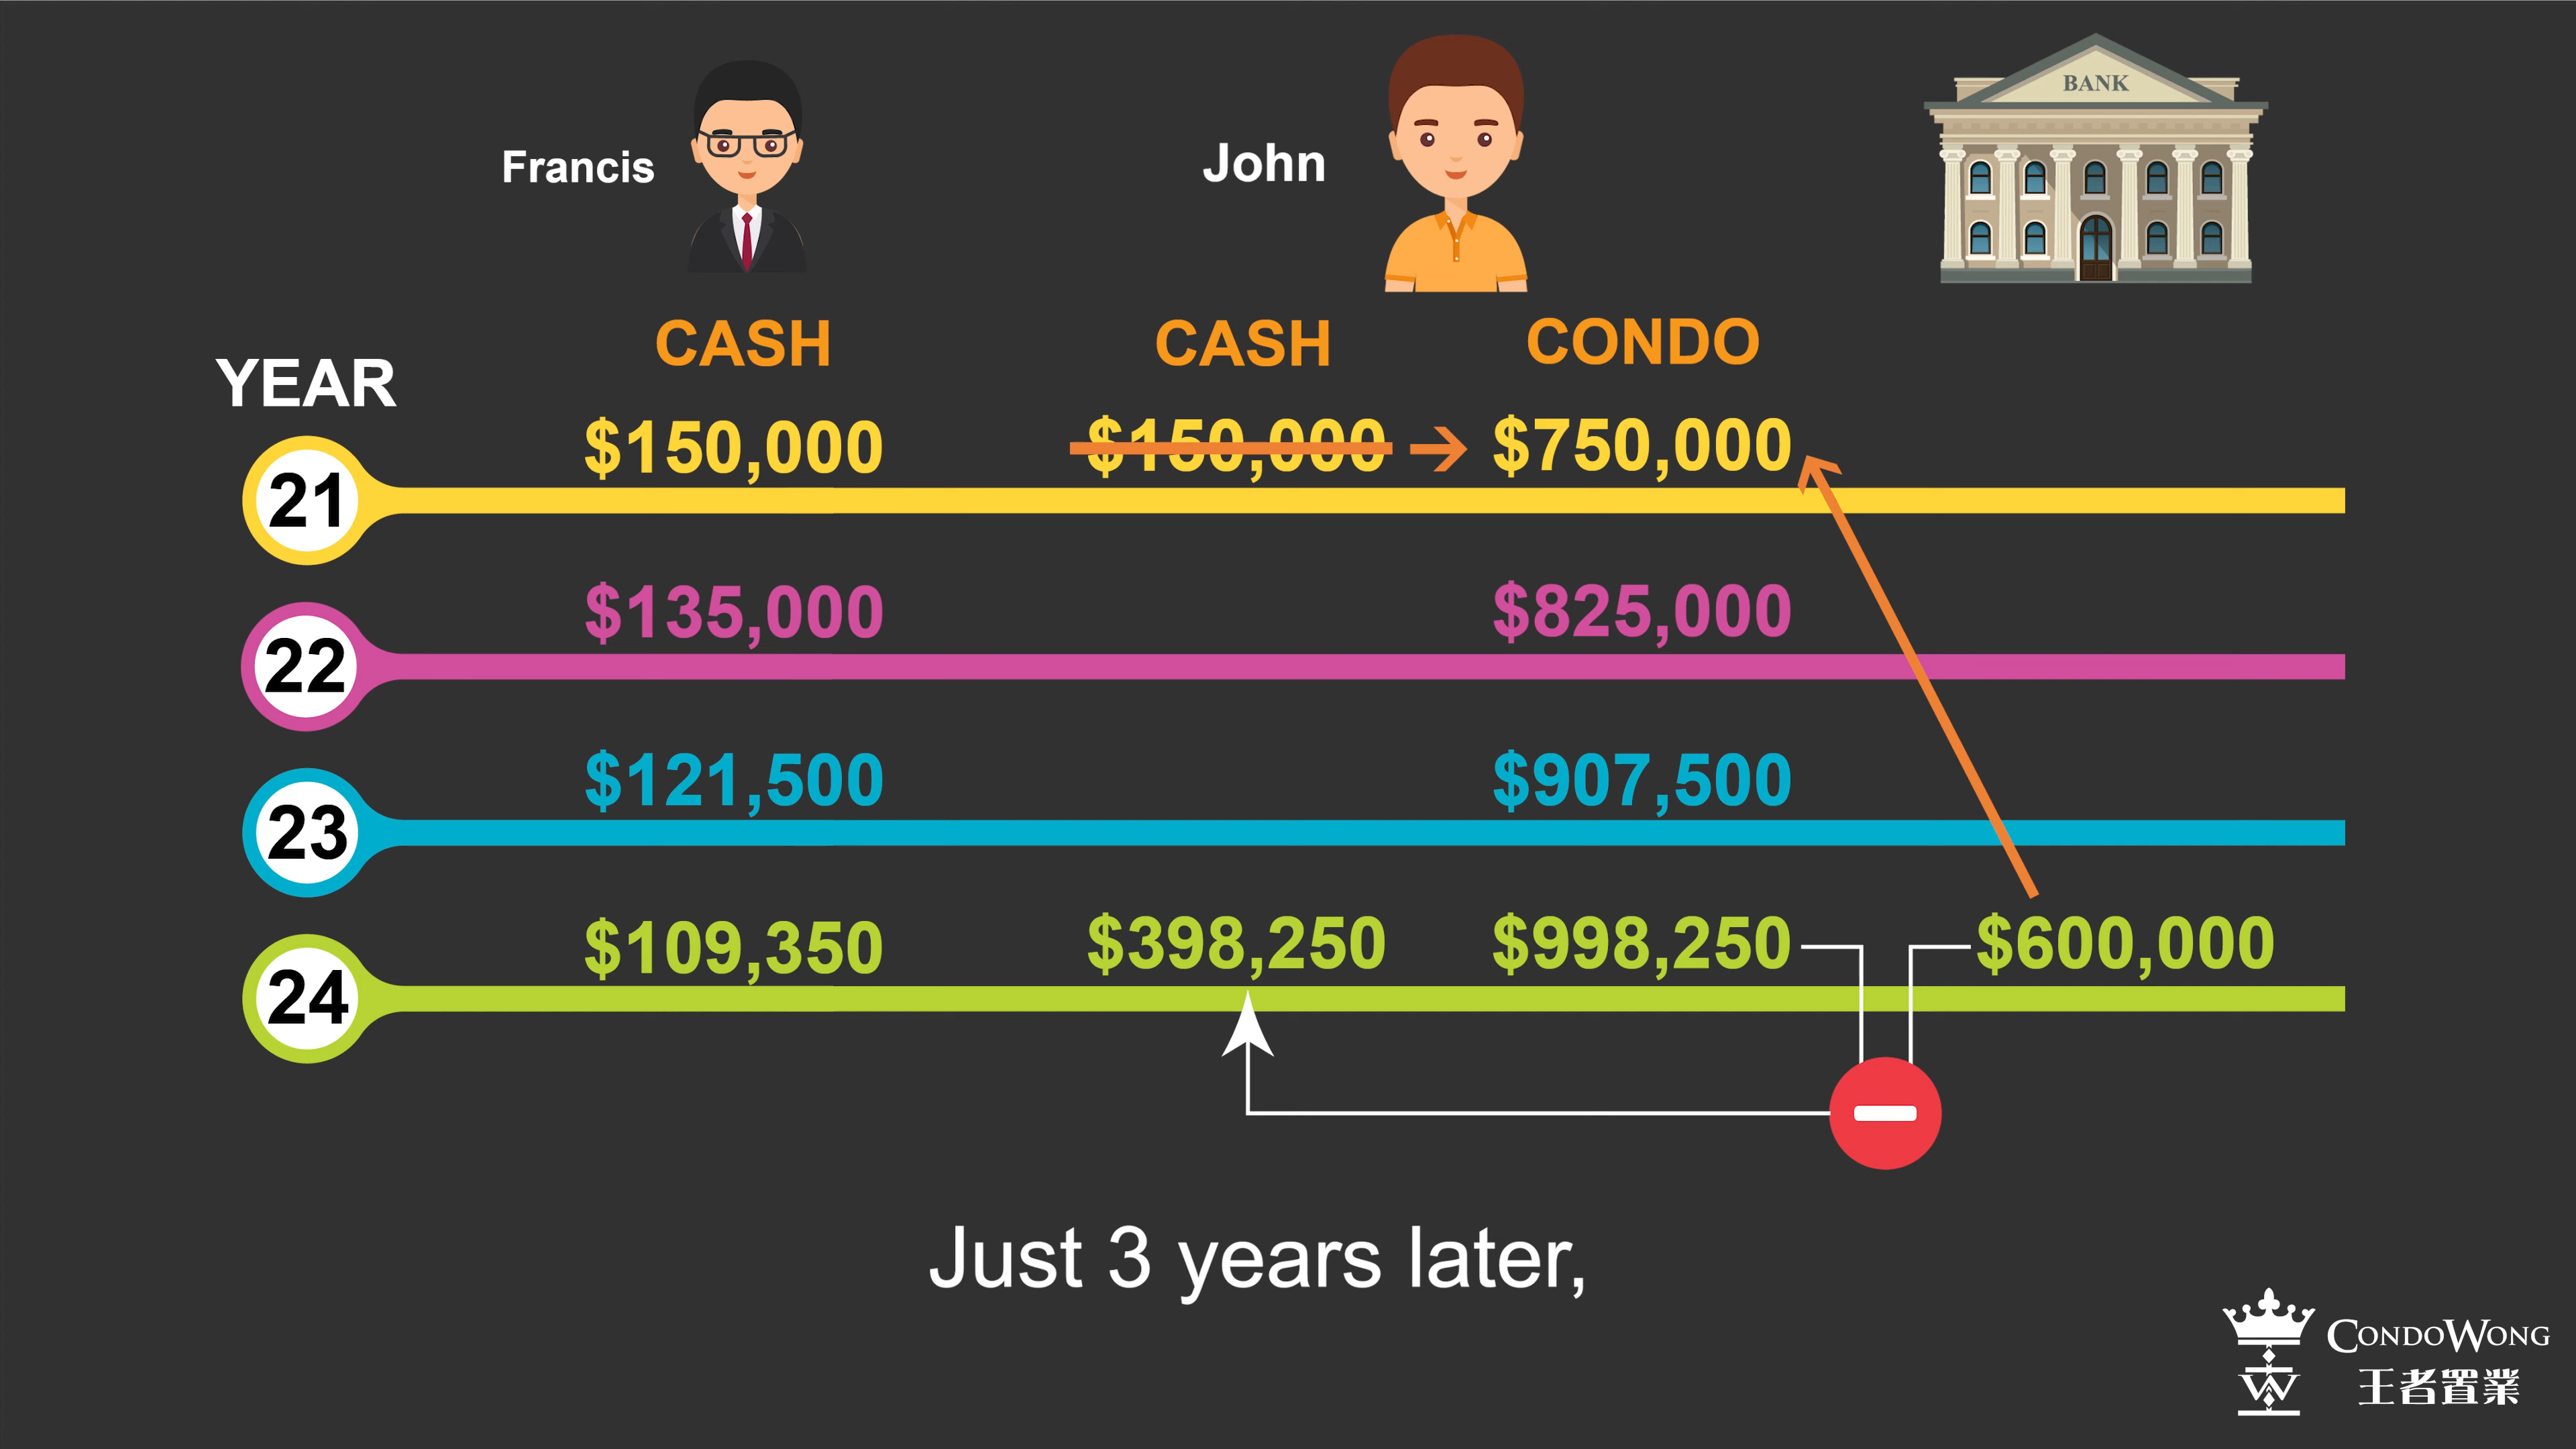 BANK
Francis
John
CASH
CASH
CONDO
YEAR
21
$150,000
$150,000
$750,000
22
$135,000
$825,000
23
$121,500
$907,500
24
$109,350
$398,250
$998,250
$600,000
Just 3 years later,
W
CONDOWONG
王者置業